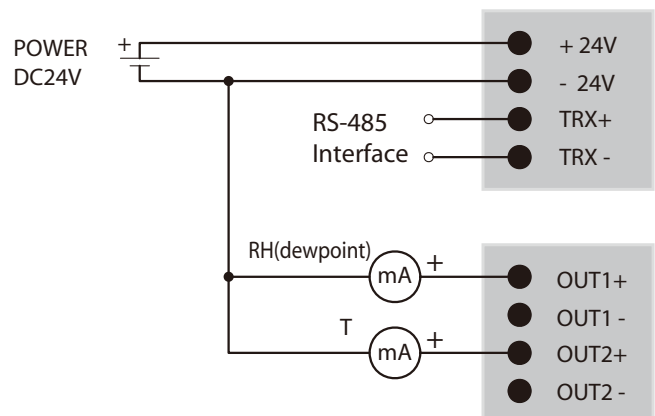 POWER
DC24V
+
+ 24V
- 24V
RS-485
Interface
TRX+
TRX -
RH(dewpoint)
mA
+
OUT1+
OUT1 -
T
mA
+
OUT2+
OUT2 -